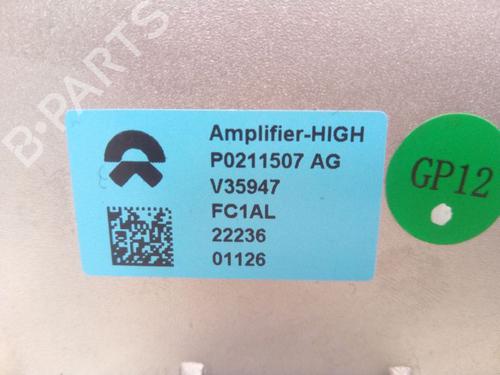 B-PARTS
Amplifier-HIGH
P0211507 AG
V35947
FC1AL
22236
01126
GP12